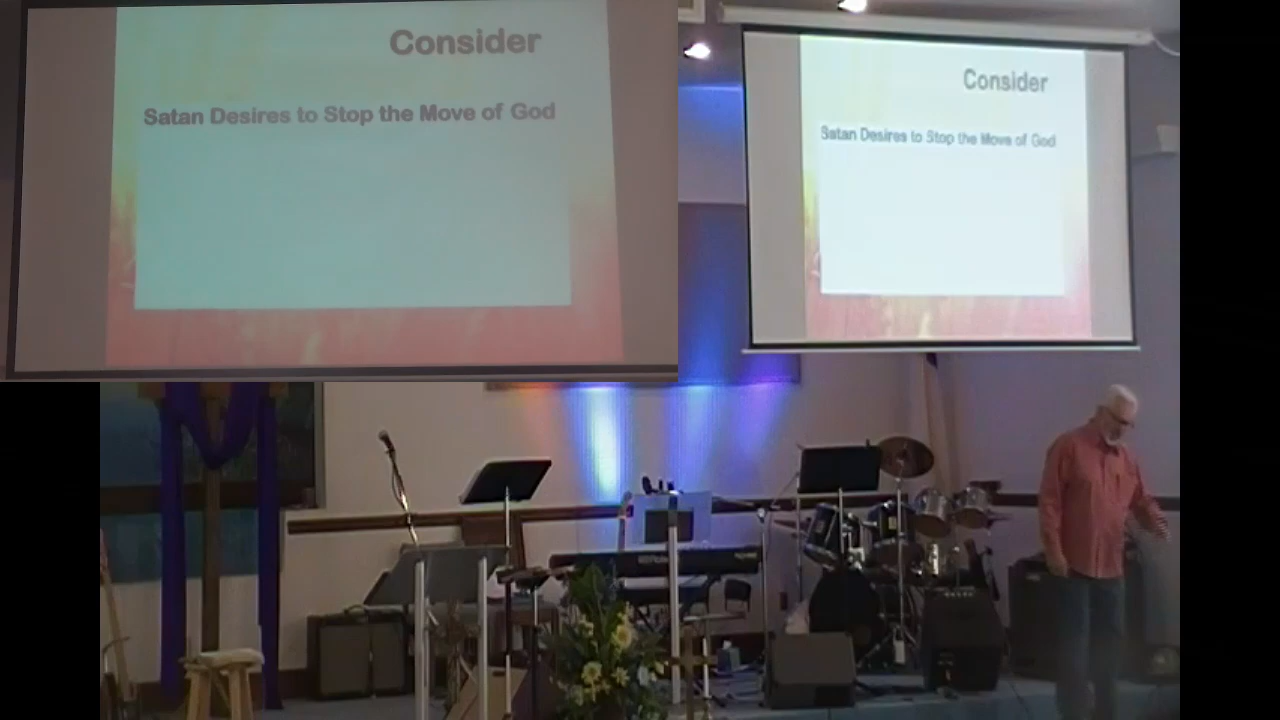 Consider
Satan Desires to Stop the Move of God
Consider
Satan Desires to Stop the Move of God